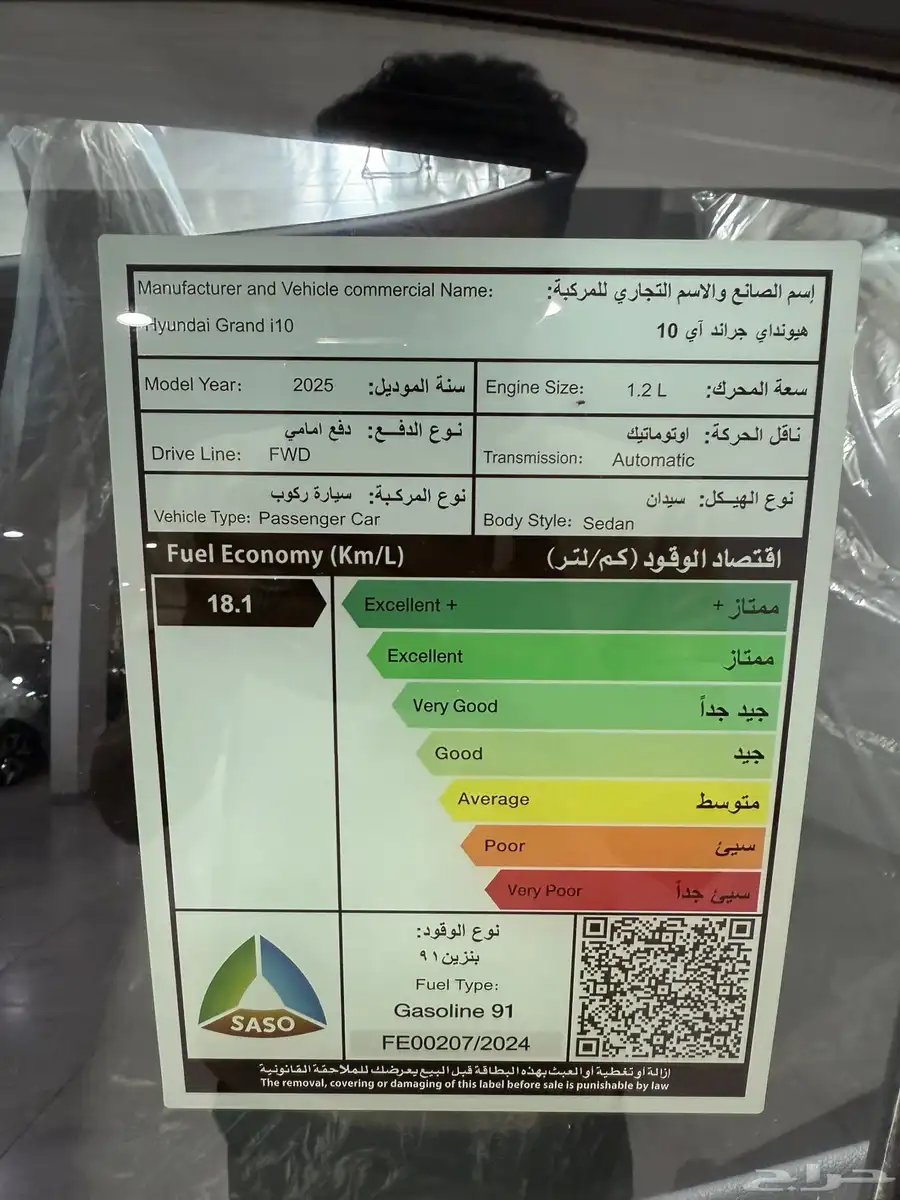 Manufacturer and Vehicle commercial Name: إسم الصانع والاسم التجاري للمركبة:
Hyundai Grand i10 هيونداي جراند آي 10
Model Year: 2025 سنة الموديل: Engine Size: 1.2 L سعة المحرك:
نوع الدفع: دفع امامي ناقل الحركة: اوتوماتيك
Drive Line: FWD Transmission: Automatic
نوع المركبة: سيارة ركوب نوع الهيكل: سيدان
Vehicle Type: Passenger Car Body Style: Sedan
Fuel Economy (Km/L) اقتصاد الوقود (كم/لتر)
18.1 Excellent + ممتاز +
Excellent ممتاز
Very Good جيد جداً
Good جيد
Average متوسط
Poor سيئ
Very Poor سيئ جداً
نوع الوقود:
بنزين ٩١
Fuel Type:
Gasoline 91
SASO
FE00207/2024
إزالة أو تغطية أو العبث بهذه البطاقة قبل البيع يعرضك للملاحقة القانونية
The removal, covering or damaging of this label before sale is punishable by law
حراج